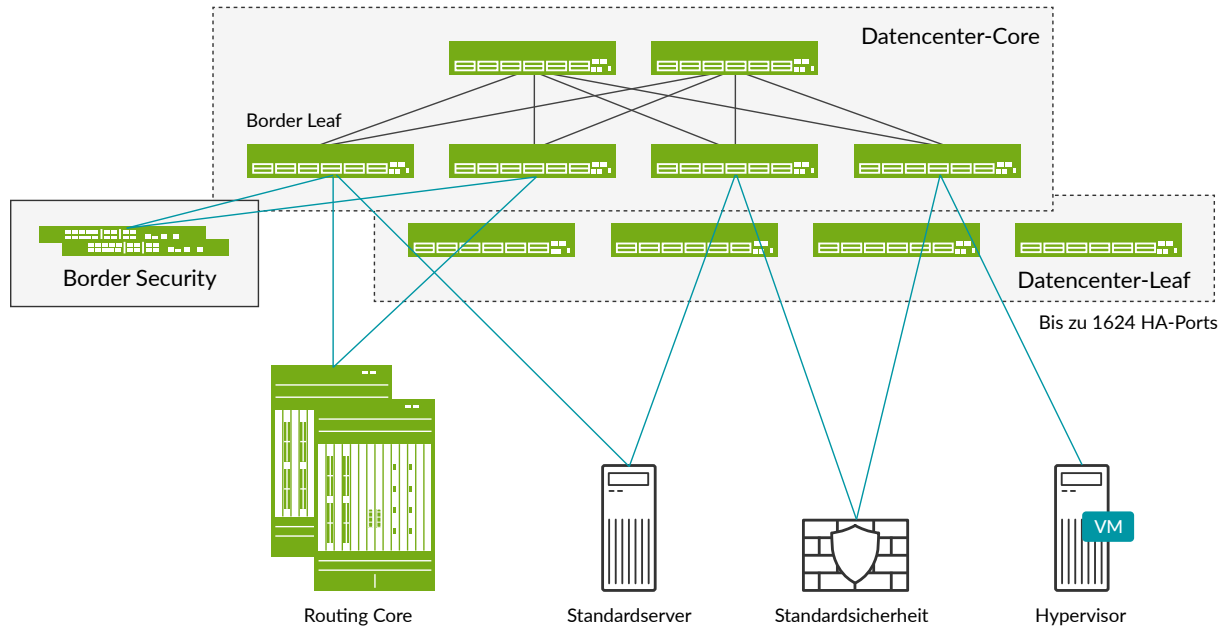 Datencenter-Core
Border Leaf
Border Security
Datencenter-Leaf
Bis zu 1624 HA-Ports
VM
Routing Core
Standardserver
Standardsicherheit
Hypervisor